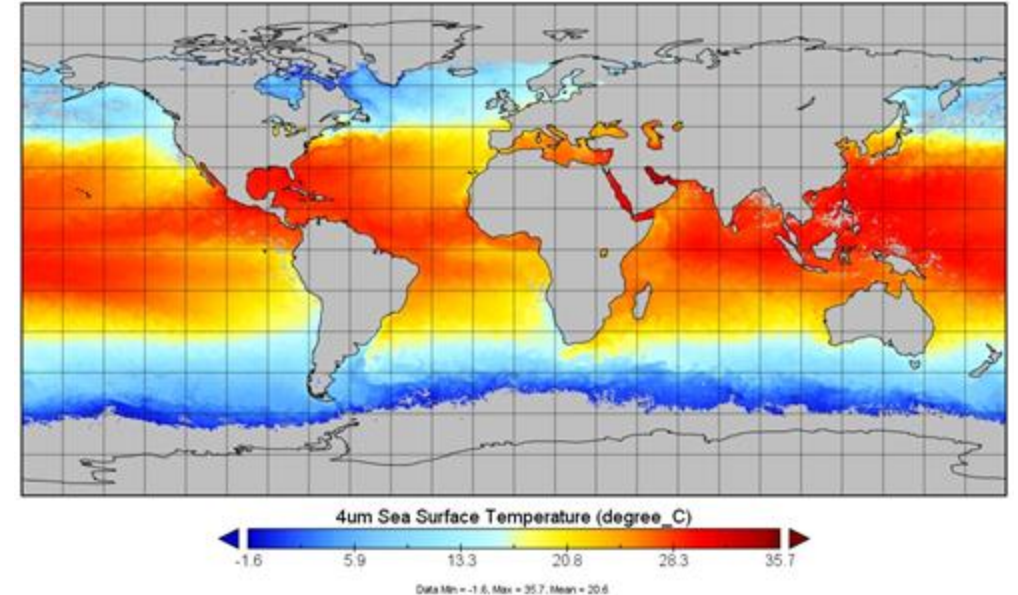 4um Sea Surface Temperature (degree_C)
-1.6 5.9 13.3 20.8 28.3 35.7
Data Min = -1.6, Max = 35.7, Mean = 20.6